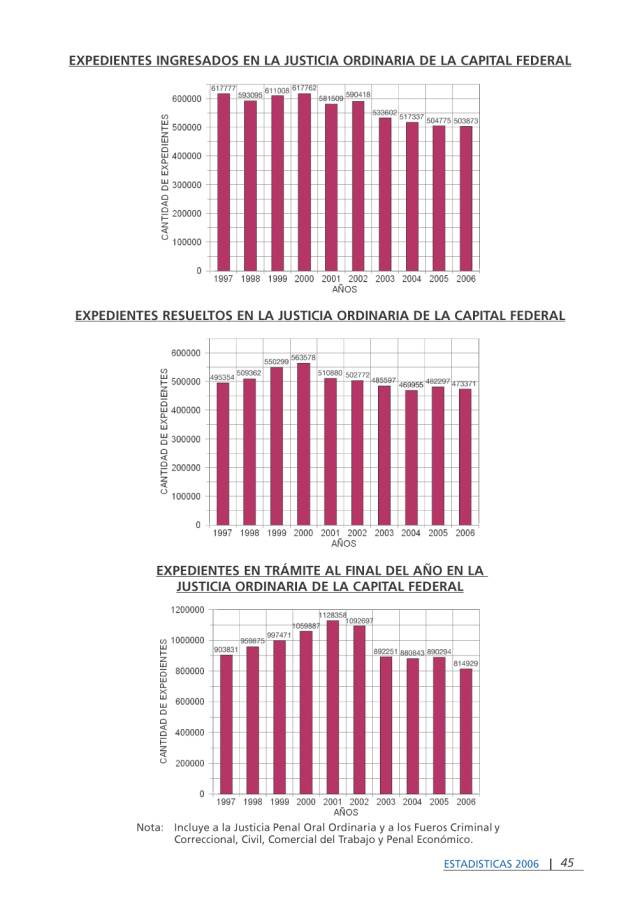 EXPEDIENTES INGRESADOS EN LA JUSTICIA ORDINARIA DE LA CAPITAL FEDERAL
617777 593095 611008 617762 581509 590418 533602 517337 504775 503873
CANTIDAD DE EXPEDIENTES
600000
500000
400000
300000
200000
100000
0
1997 1998 1999 2000 2001 2002 2003 2004 2005 2006
AÑOS
EXPEDIENTES RESUELTOS EN LA JUSTICIA ORDINARIA DE LA CAPITAL FEDERAL
495354 509362 550299 563578 510880 502772 485597 469955 482297 473371
CANTIDAD DE EXPEDIENTES
600000
500000
400000
300000
200000
100000
0
1997 1998 1999 2000 2001 2002 2003 2004 2005 2006
AÑOS
EXPEDIENTES EN TRÁMITE AL FINAL DEL AÑO EN LA
JUSTICIA ORDINARIA DE LA CAPITAL FEDERAL
903831 959875 997471 1059887 1128358 1092697 892251 880843 890294 814929
CANTIDAD DE EXPEDIENTES
1200000
1000000
800000
600000
400000
200000
0
1997 1998 1999 2000 2001 2002 2003 2004 2005 2006
AÑOS
Nota: Incluye a la Justicia Penal Oral Ordinaria y a los Fueros Criminal y
Correccional, Civil, Comercial del Trabajo y Penal Económico.
ESTADISTICAS 2006 | 45